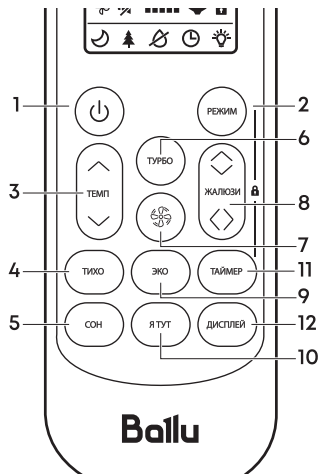 1
2
РЕЖИМ
6
ТУРБО
3
ТЕМП
ЖАЛЮЗИ
8
7
4
ТИХО
ЭКО
ТАЙМЕР
11
9
5
СОН
Я ТУТ
ДИСПЛЕЙ
12
10
Ballu